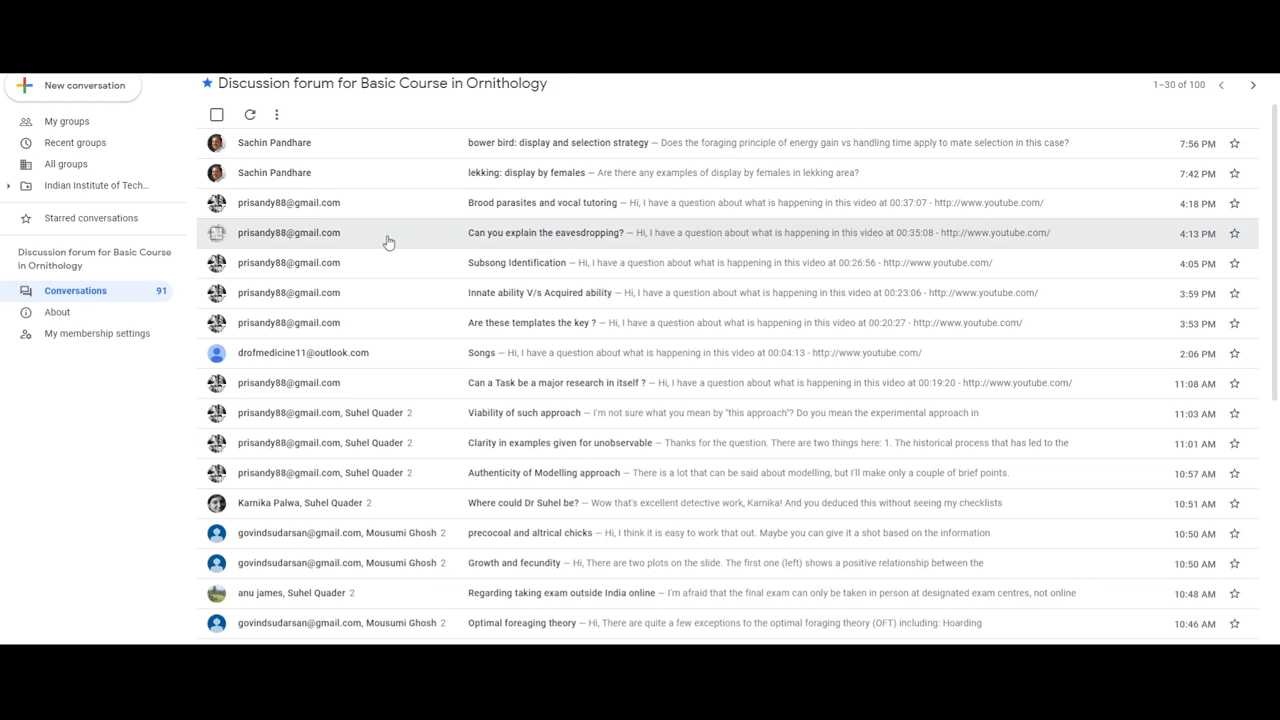 New conversation
Discussion forum for Basic Course in Ornithology
1–30 of 100
My groups
Recent groups
All groups
Indian Institute of Tech...
Starred conversations
Discussion forum for Basic Course in
Ornithology
Conversations 91
About
My membership settings
Sachin Pandhare bower bird: display and selection strategy – Does the foraging principle of energy gain vs handling time apply to mate selection in this case? 7:56 PM
Sachin Pandhare lekking: display by females – Are there any examples of display by females in lekking area? 7:42 PM
prisandy88@gmail.com Brood parasites and vocal tutoring – Hi, I have a question about what is happening in this video at 00:37:07 - http://www.youtube.com/ 4:18 PM
prisandy88@gmail.com Can you explain the eavesdropping? – Hi, I have a question about what is happening in this video at 00:35:08 - http://www.youtube.com/ 4:13 PM
prisandy88@gmail.com Subsong Identification – Hi, I have a question about what is happening in this video at 00:26:56 - http://www.youtube.com/ 4:05 PM
prisandy88@gmail.com Innate ability V/s Acquired ability – Hi, I have a question about what is happening in this video at 00:23:06 - http://www.youtube.com/ 3:59 PM
prisandy88@gmail.com Are these templates the key ? – Hi, I have a question about what is happening in this video at 00:20:27 - http://www.youtube.com/ 3:53 PM
drofmedicine11@outlook.com Songs – Hi, I have a question about what is happening in this video at 00:04:13 - http://www.youtube.com/ 2:06 PM
prisandy88@gmail.com Can a Task be a major research in itself ? – Hi, I have a question about what is happening in this video at 00:19:20 - http://www.youtube.com/ 11:08 AM
prisandy88@gmail.com, Suhel Quader 2 Viability of such approach – I'm not sure what you mean by "this approach"? Do you mean the experimental approach in 11:03 AM
prisandy88@gmail.com, Suhel Quader 2 Clarity in examples given for unobservable – Thanks for the question. There are two things here: 1. The historical process that has led to the 11:01 AM
prisandy88@gmail.com, Suhel Quader 2 Authenticity of Modelling approach – There is a lot that can be said about modelling, but I'll make only a couple of brief points. 10:57 AM
Karnika Palwa, Suhel Quader 2 Where could Dr Suhel be? – Wow that's excellent detective work, Karnika! And you deduced this without seeing my checklists 10:51 AM
govindsudarsan@gmail.com, Mousumi Ghosh 2 precocoal and altrical chicks – Hi, I think it is easy to work that out. Maybe you can give it a shot based on the information 10:50 AM
govindsudarsan@gmail.com, Mousumi Ghosh 2 Growth and fecundity – Hi, There are two plots on the slide. The first one (left) shows a positive relationship between the 10:50 AM
anu james, Suhel Quader 2 Regarding taking exam outside India online – I'm afraid that the final exam can only be taken in person at designated exam centres, not online 10:48 AM
govindsudarsan@gmail.com, Mousumi Ghosh 2 Optimal foreaging theory – Hi, There are quite a few exceptions to the optimal foraging theory (OFT) including: Hoarding 10:46 AM